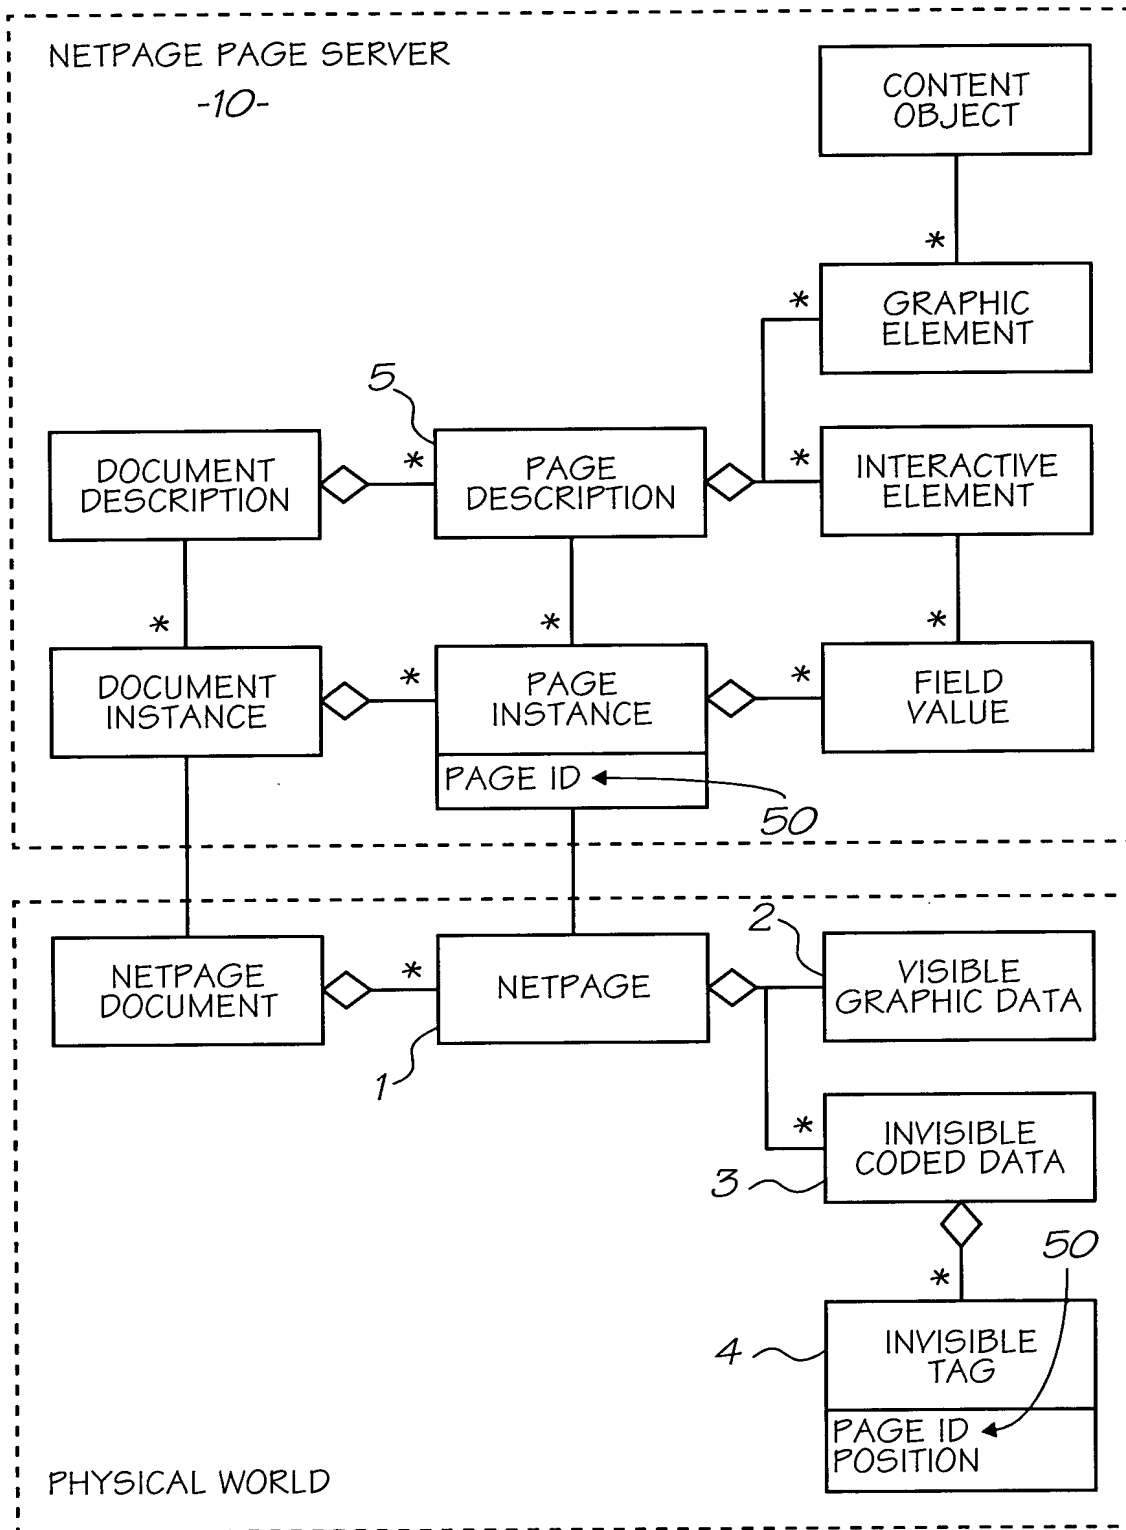 NETPAGE PAGE SERVER
-10-
CONTENT
OBJECT
*
*
GRAPHIC
ELEMENT
5
DOCUMENT
DESCRIPTION
*
PAGE
DESCRIPTION
*
INTERACTIVE
ELEMENT
*
*
*
DOCUMENT
INSTANCE
*
PAGE
INSTANCE
*
FIELD
VALUE
PAGE ID
50
2
NETPAGE
DOCUMENT
*
NETPAGE
VISIBLE
GRAPHIC DATA
1
*
INVISIBLE
CODED DATA
3
50
*
4
INVISIBLE
TAG
PAGE ID
POSITION
PHYSICAL WORLD